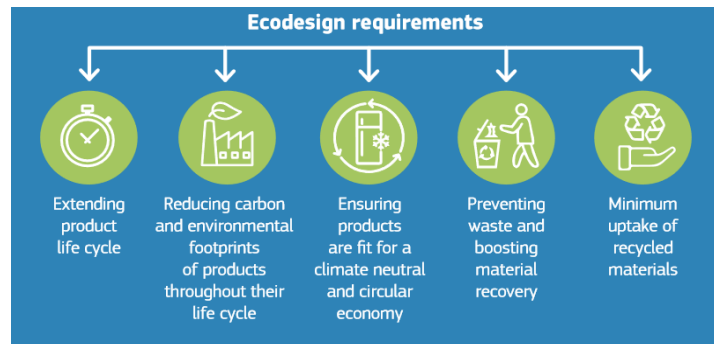 Ecodesign requirements
Extending
product
life cycle
Reducing carbon
and environmental
footprints
of products
throughout their
life cycle
Ensuring
products
are fit for a
climate neutral
and circular
economy
Preventing
waste and
boosting
material
recovery
Minimum
uptake of
recycled
materials